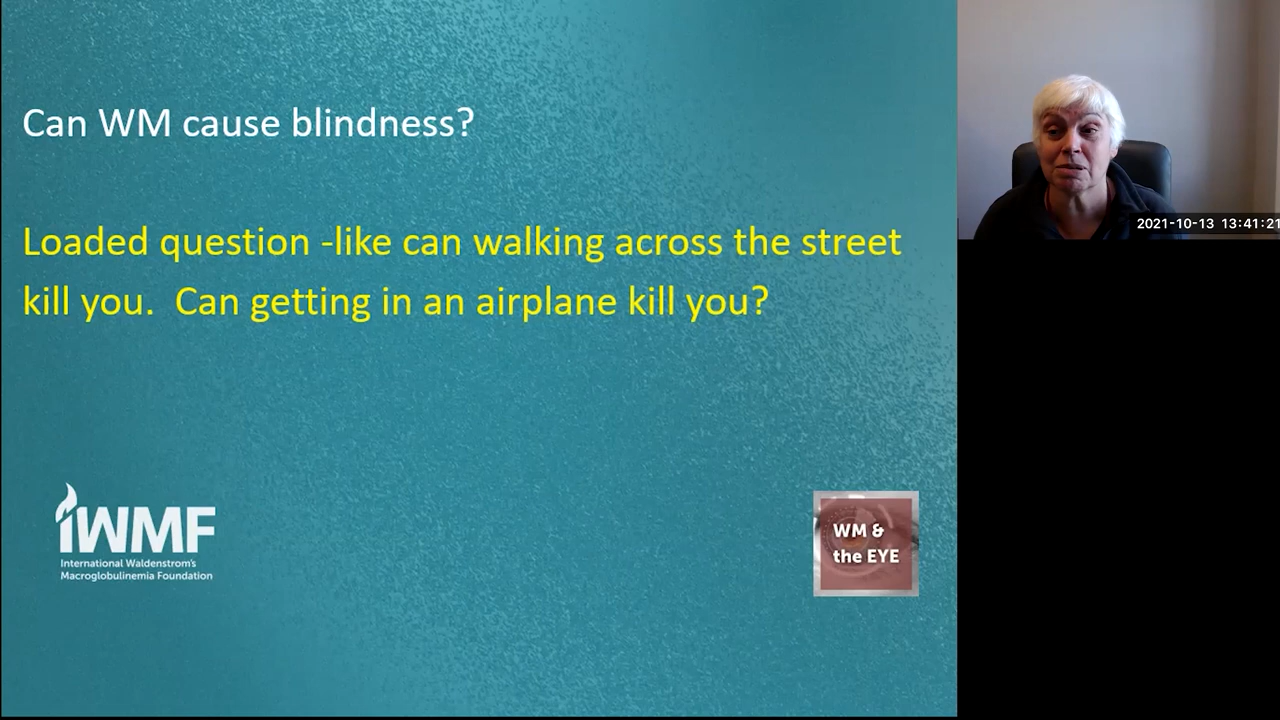 Can WM cause blindness?
Loaded question -like can walking across the street
kill you.  Can getting in an airplane kill you?
iWMF
International Waldenstrom's
Macroglobulinemia Foundation
WM &
the EYE
2021-10-13 13:41:21